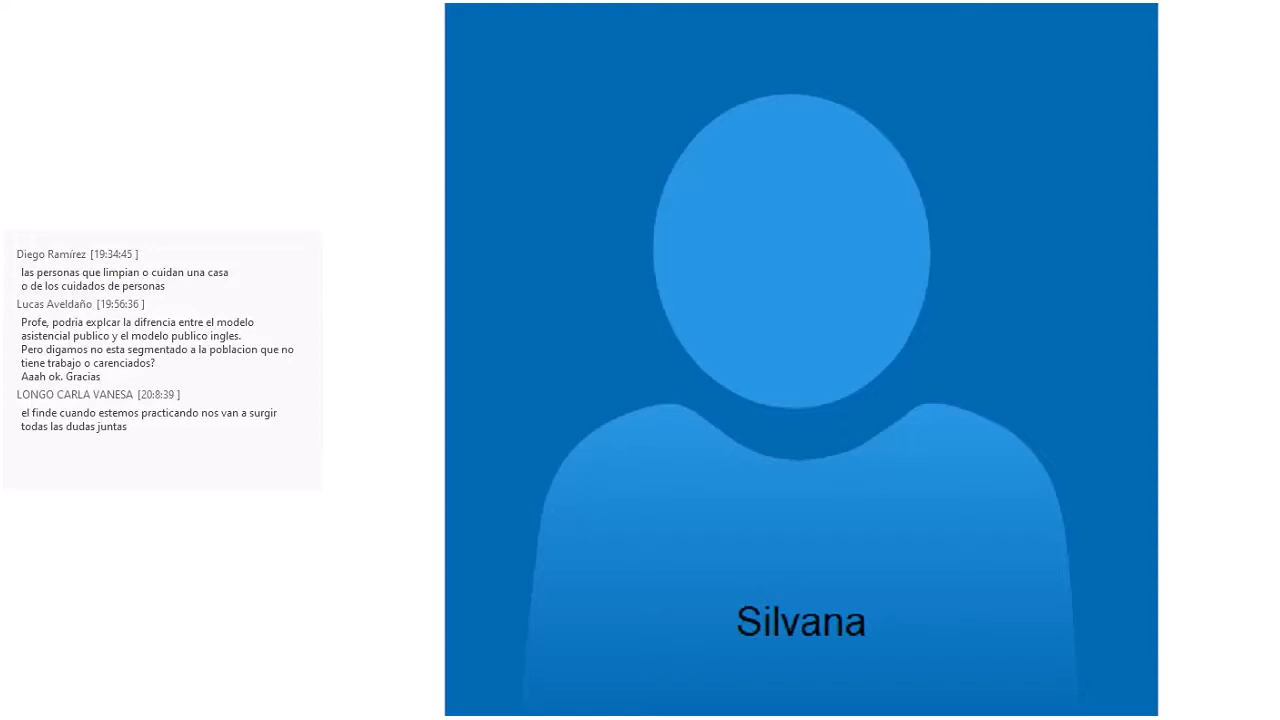 Diego Ramírez [19:34:45 ]
las personas que limpian o cuidan una casa
o de los cuidados de personas
Lucas Aveldaño [19:56:36 ]
Profe, podria explcar la difrencia entre el modelo
asistencial publico y el modelo publico ingles.
Pero digamos no esta segmentado a la poblacion que no
tiene trabajo o carenciados?
Aaah ok. Gracias
LONGO CARLA VANESA [20:8:39 ]
el finde cuando estemos practicando nos van a surgir
todas las dudas juntas
Silvana